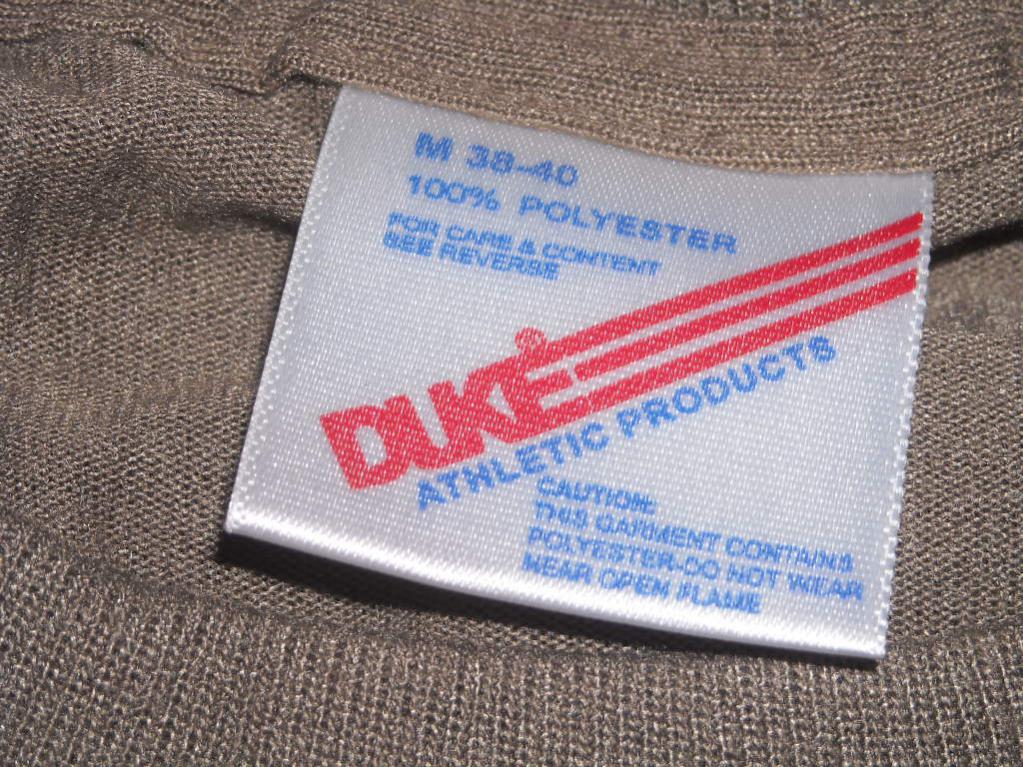 M 38-40
100% POLYESTER
FOR CARE & CONTENT
SEE REVERSE
DUKE®
ATHLETIC PRODUCTS
CAUTION:
THIS GARMENT CONTAINS
POLYESTER-DO NOT WEAR
NEAR OPEN FLAME